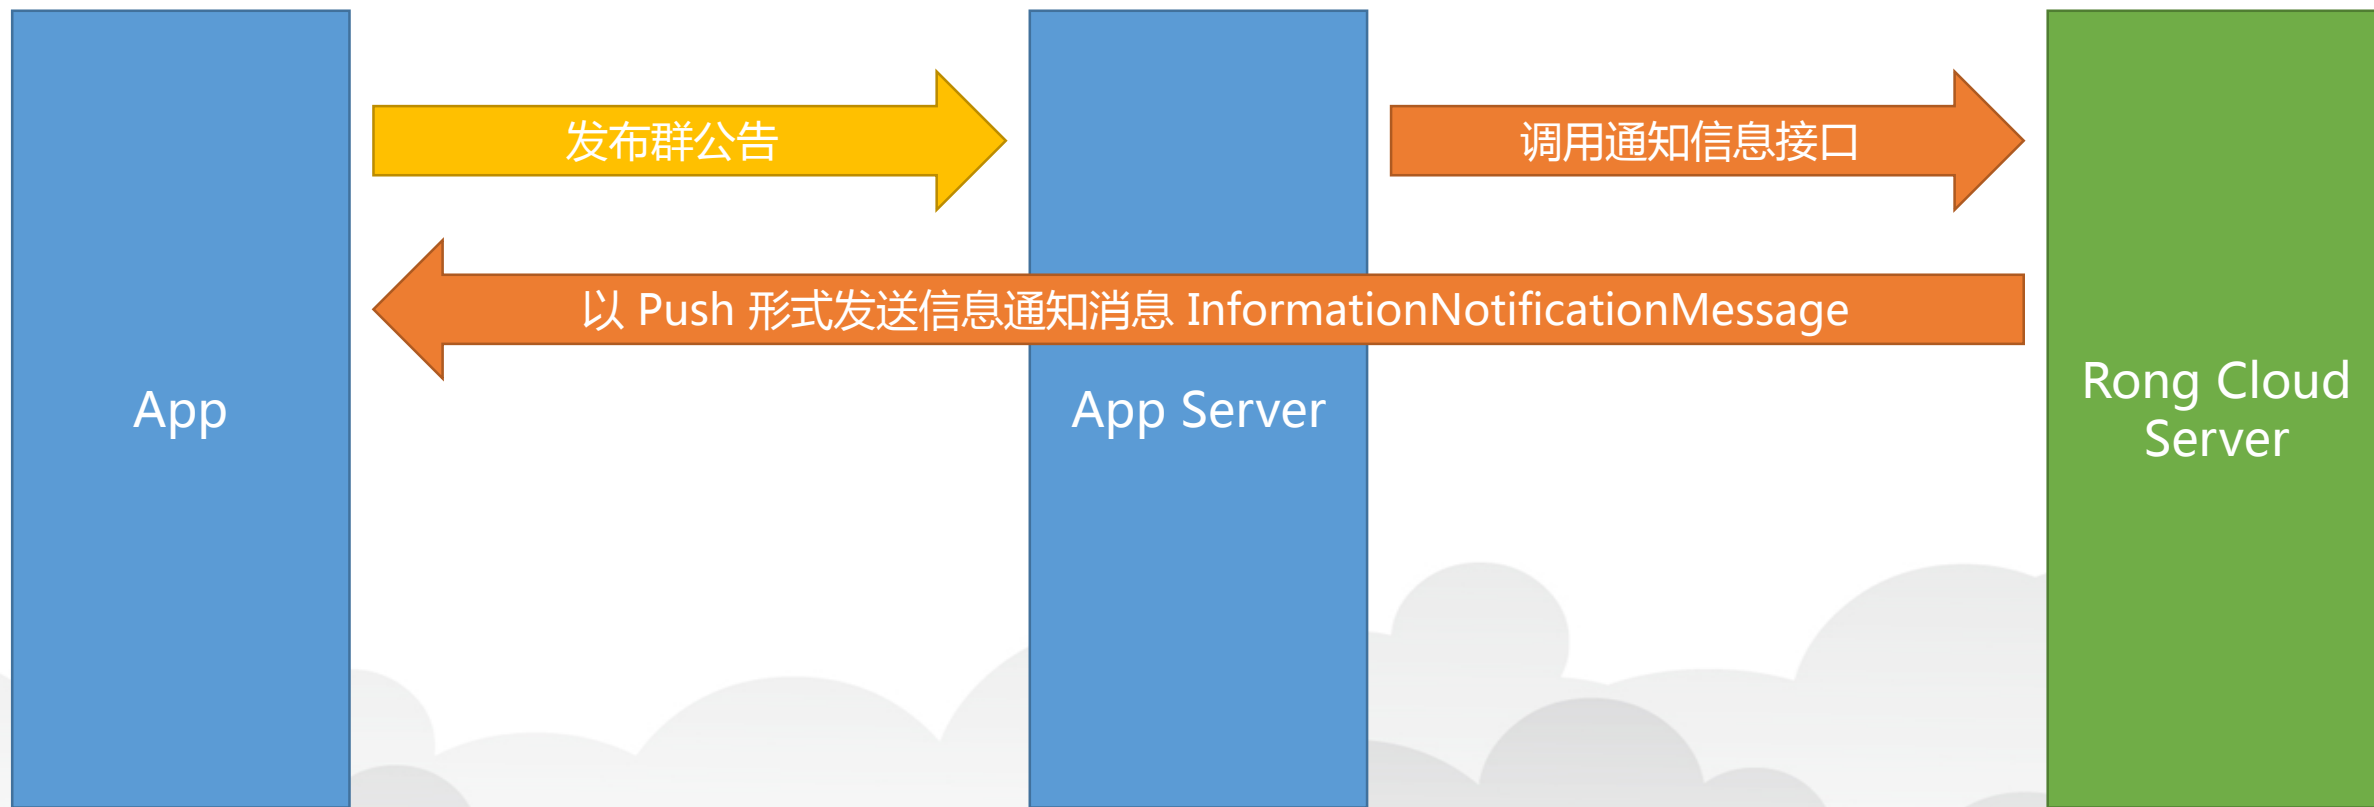 发布群公告
调用通知信息接口
以 Push 形式发送信息通知消息 InformationNotificationMessage
App
App Server
Rong Cloud
Server